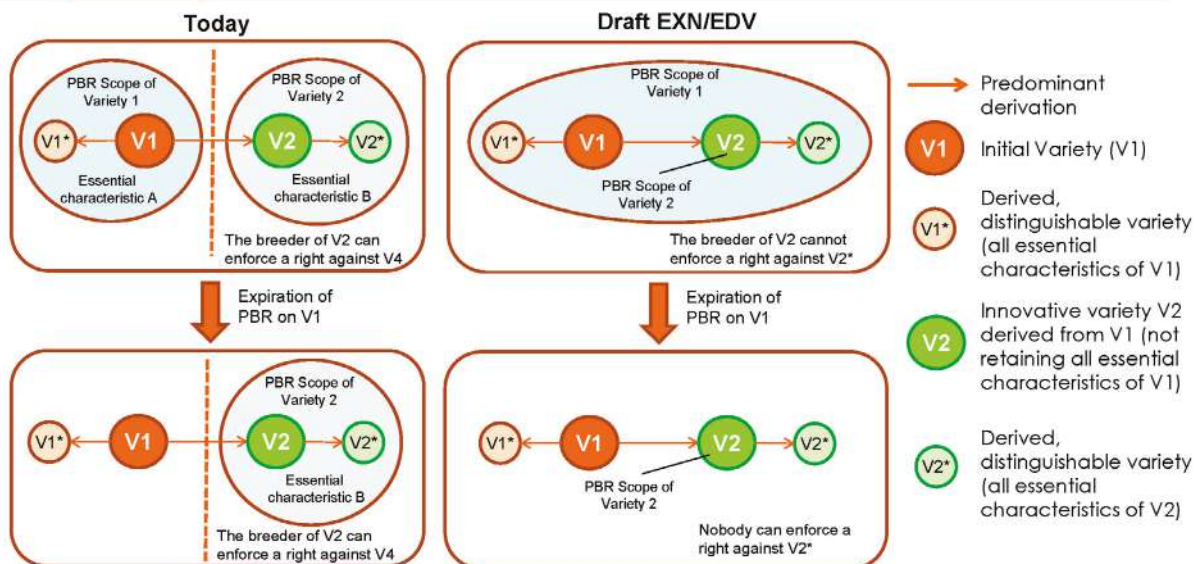 Today
PBR Scope of
Variety 1
V1*
V1
Essential
characteristic A
PBR Scope of
Variety 2
V2
V2*
Essential
characteristic B
The breeder of V2 can
enforce a right against V4
Expiration of
PBR on V1
V1*
V1
PBR Scope of
Variety 2
V2
V2*
Essential
characteristic B
The breeder of V2 can
enforce a right against V4
Draft EXN/EDV
PBR Scope of
Variety 1
V1*
V1
V2
V2*
PBR Scope of
Variety 2
The breeder of V2 cannot
enforce a right against V2*
Expiration of
PBR on V1
V1*
V1
V2
V2*
PBR Scope of
Variety 2
Nobody can enforce a
right against V2*
Predominant
derivation
V1
Initial Variety (V1)
V1*
Derived,
distinguishable variety
(all essential
characteristics of V1)
V2
Innovative variety V2
derived from V1 (not
retaining all essential
characteristics of V1)
V2*
Derived,
distinguishable variety
(all essential
characteristics of V2)